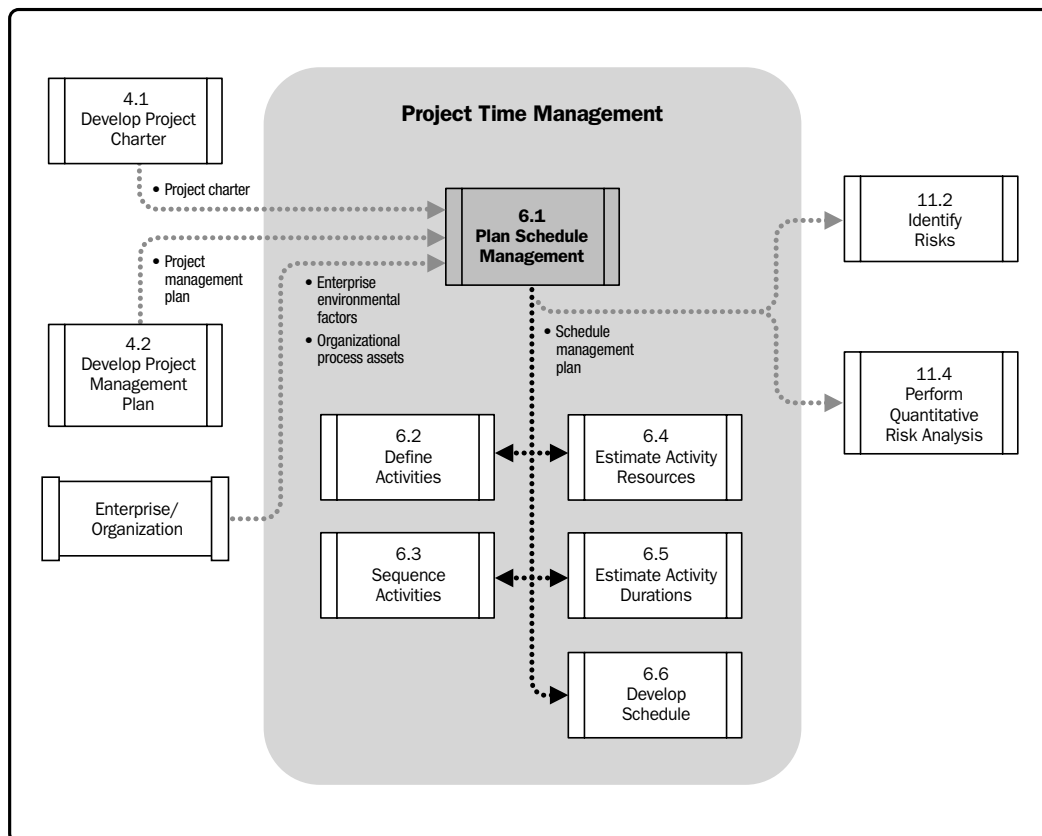 4.1
Develop Project
Charter
Project Time Management
• Project charter
6.1
Plan Schedule
Management
11.2
Identify
Risks
• Project
management
plan
• Enterprise
environmental
factors
• Organizational
process assets
• Schedule
management
plan
4.2
Develop Project
Management
Plan
11.4
Perform
Quantitative
Risk Analysis
6.2
Define
Activities
6.4
Estimate Activity
Resources
Enterprise/
Organization
6.3
Sequence
Activities
6.5
Estimate Activity
Durations
6.6
Develop
Schedule